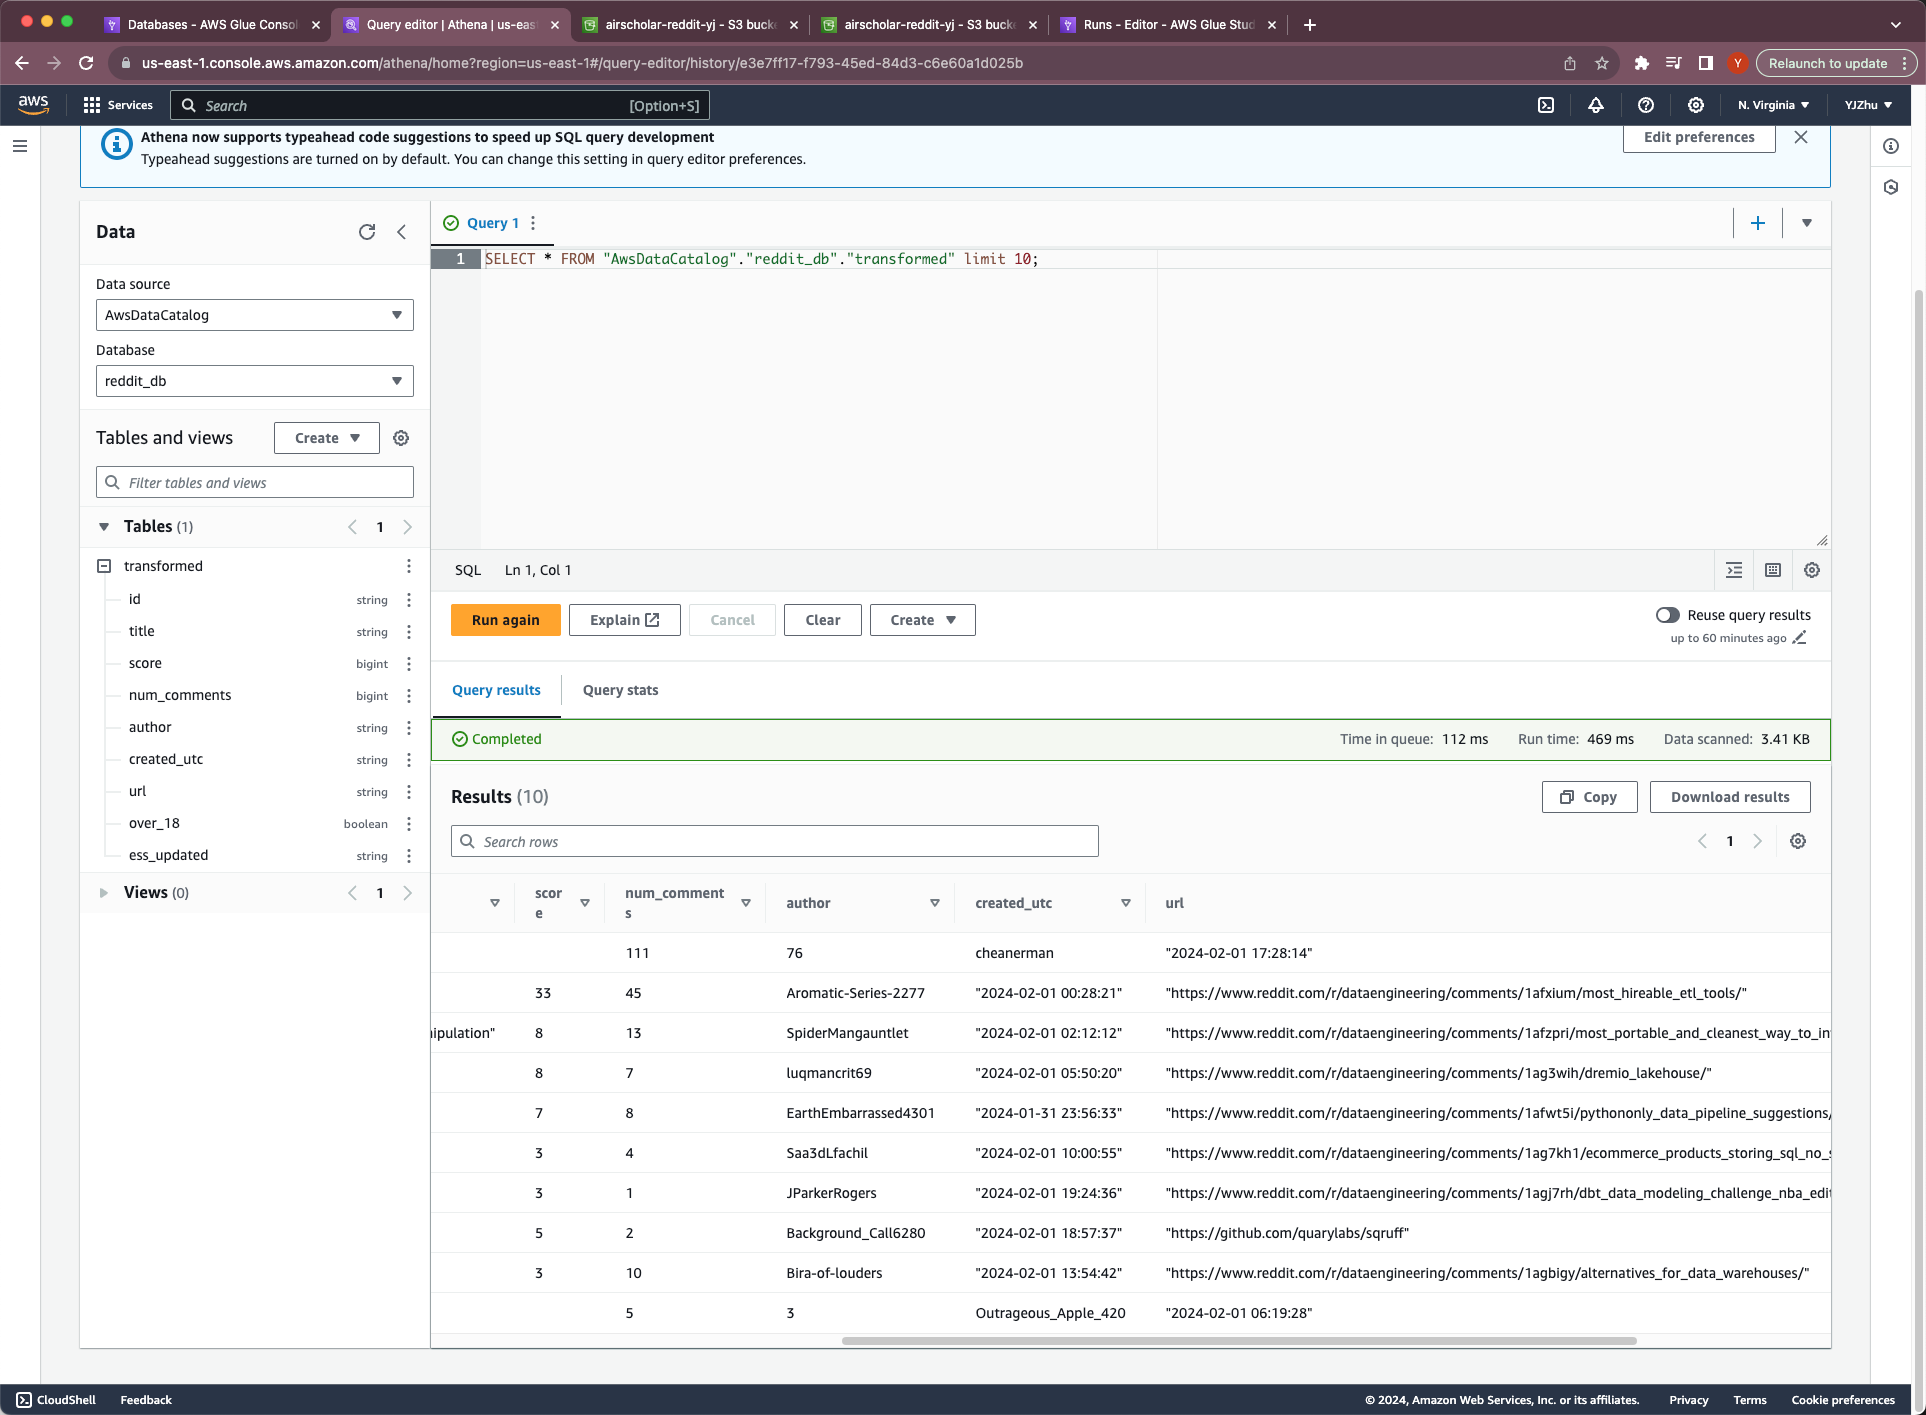 Databases - AWS Glue Consol
Query editor | Athena | us-eas
airscholar-reddit-yj - S3 bucke
airscholar-reddit-yj - S3 bucke
Runs - Editor - AWS Glue Stud
us-east-1.console.aws.amazon.com/athena/home?region=us-east-1#/query-editor/history/e3e7ff17-f793-45ed-84d3-c6e60a1d025b
Y
Relaunch to update
aws
Services
Search
[Option+S]
N. Virginia
YJZhu
Athena now supports typeahead code suggestions to speed up SQL query development
Typeahead suggestions are turned on by default. You can change this setting in query editor preferences.
Edit preferences
Data
Data source
AwsDataCatalog
Database
reddit_db
Tables and views
Create
Filter tables and views
Tables (1)
1
transformed
id string
title string
score bigint
num_comments bigint
author string
created_utc string
url string
over_18 boolean
ess_updated string
Views (0)
1
Query 1
1 SELECT * FROM "AwsDataCatalog"."reddit_db"."transformed" limit 10;
SQL Ln 1, Col 1
Run again
Explain
Cancel
Clear
Create
Reuse query results
up to 60 minutes ago
Query results
Query stats
Completed
Time in queue: 112 ms Run time: 469 ms Data scanned: 3.41 KB
Results (10)
Copy
Download results
Search rows
1
score num_comments author created_utc url
111 76 cheanerman "2024-02-01 17:28:14"
33 45 Aromatic-Series-2277 "2024-02-01 00:28:21" "https://www.reddit.com/r/dataengineering/comments/1afxium/most_hireable_etl_tools/"
ipulation" 8 13 SpiderMangauntlet "2024-02-01 02:12:12" "https://www.reddit.com/r/dataengineering/comments/1afzpri/most_portable_and_cleanest_way_to_in
8 7 luqmancrit69 "2024-02-01 05:50:20" "https://www.reddit.com/r/dataengineering/comments/1ag3wih/dremio_lakehouse/"
7 8 EarthEmbarrassed4301 "2024-01-31 23:56:33" "https://www.reddit.com/r/dataengineering/comments/1afwt5i/pythononly_data_pipeline_suggestions/
3 4 Saa3dLfachil "2024-02-01 10:00:55" "https://www.reddit.com/r/dataengineering/comments/1ag7kh1/ecommerce_products_storing_sql_no_s
3 1 JParkerRogers "2024-02-01 19:24:36" "https://www.reddit.com/r/dataengineering/comments/1agj7rh/dbt_data_modeling_challenge_nba_edit
5 2 Background_Call6280 "2024-02-01 18:57:37" "https://github.com/quarylabs/sqruff"
3 10 Bira-of-louders "2024-02-01 13:54:42" "https://www.reddit.com/r/dataengineering/comments/1agbigy/alternatives_for_data_warehouses/"
5 3 Outrageous_Apple_420 "2024-02-01 06:19:28"
CloudShell
Feedback
© 2024, Amazon Web Services, Inc. or its affiliates.
Privacy
Terms
Cookie preferences